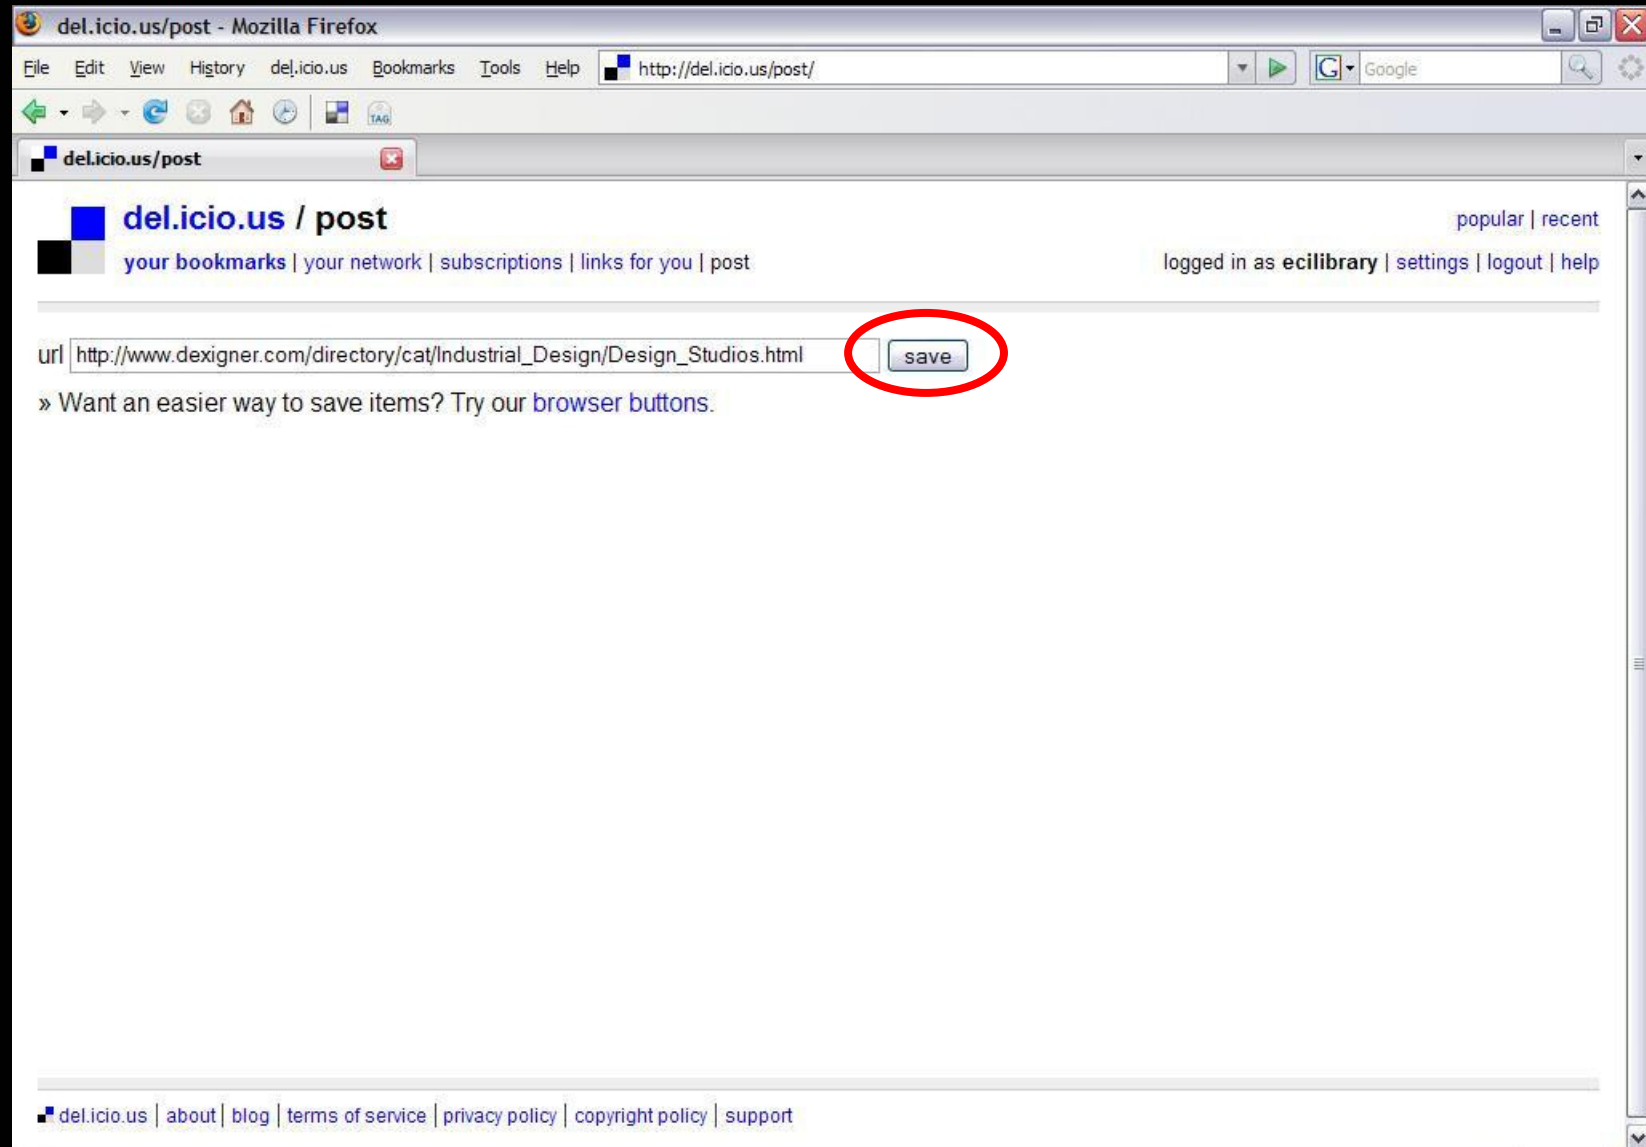 del.icio.us/post - Mozilla Firefox
File Edit View History del.icio.us Bookmarks Tools Help http://del.icio.us/post/ G Google
TAG
del.icio.us/post
del.icio.us / post
popular | recent
your bookmarks | your network | subscriptions | links for you | post
logged in as ecilibrary | settings | logout | help
url http://www.dexigner.com/directory/cat/Industrial_Design/Design_Studios.html save
» Want an easier way to save items? Try our browser buttons.
del.icio.us | about | blog | terms of service | privacy policy | copyright policy | support